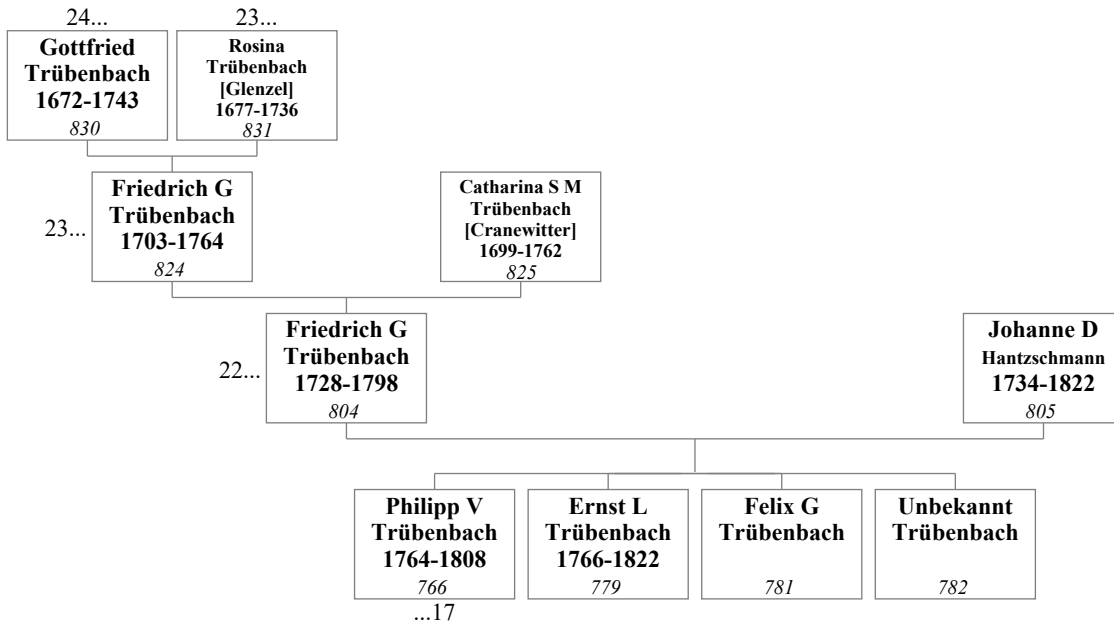 24...
Gottfried
Trübenbach
1672-1743
830
23...
Rosina
Trübenbach
[Glenzel]
1677-1736
831
23...
Friedrich G
Trübenbach
1703-1764
824
Catharina S M
Trübenbach
[Cranewitter]
1699-1762
825
22...
Friedrich G
Trübenbach
1728-1798
804
Johanne D
Hantzschmann
1734-1822
805
Philipp V
Trübenbach
1764-1808
766
...17
Ernst L
Trübenbach
1766-1822
779
Felix G
Trübenbach
781
Unbekannt
Trübenbach
782